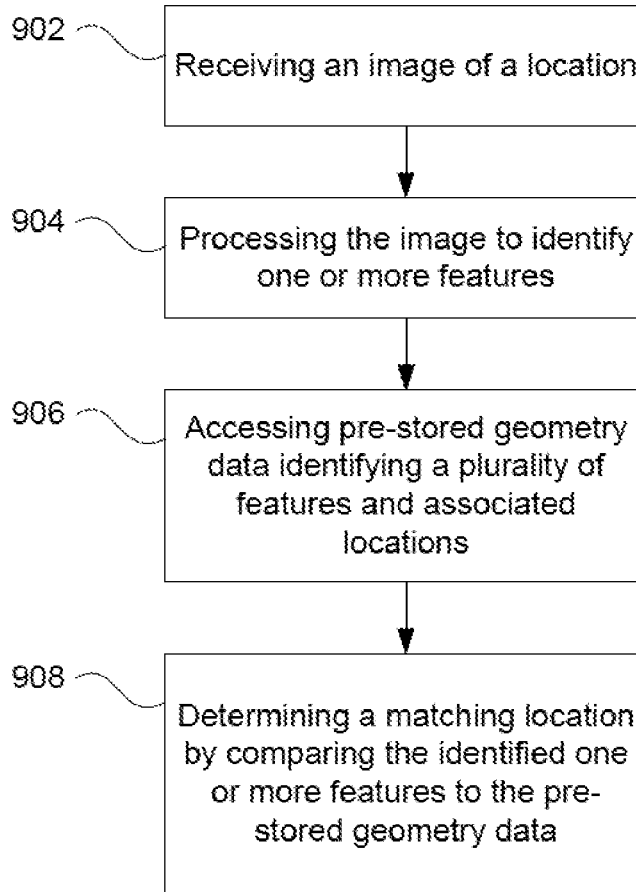 902
Receiving an image of a location
904
Processing the image to identify
one or more features
906
Accessing pre-stored geometry
data identifying a plurality of
features and associated
locations
908
Determining a matching location
by comparing the identified one
or more features to the pre-
stored geometry data